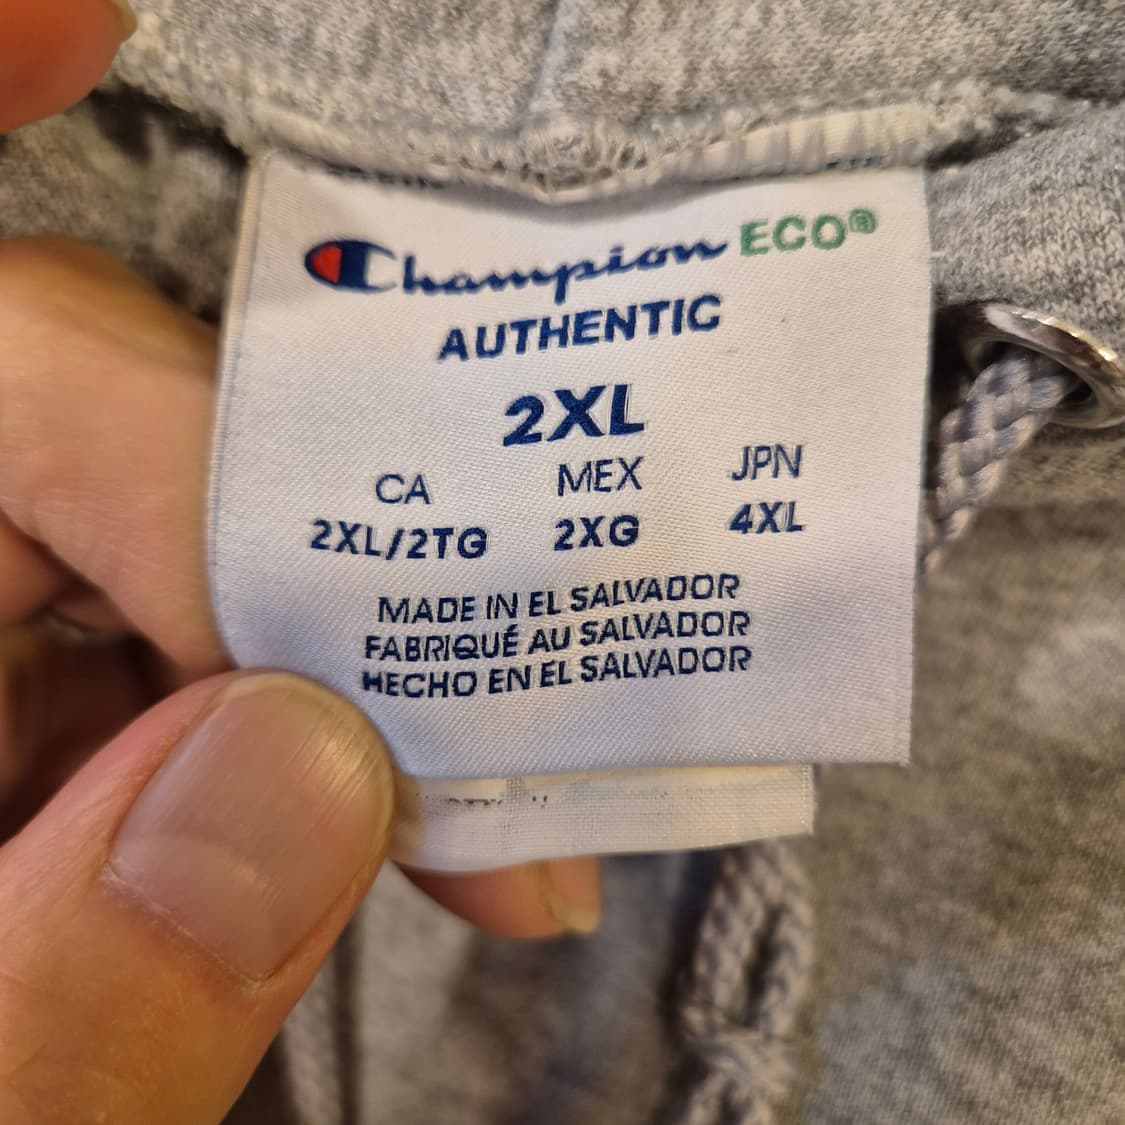 Champion ECO®
AUTHENTIC
2XL
CA MEX JPN
2XL/2TG 2XG 4XL
MADE IN EL SALVADOR
FABRIQUÉ AU SALVADOR
HECHO EN EL SALVADOR